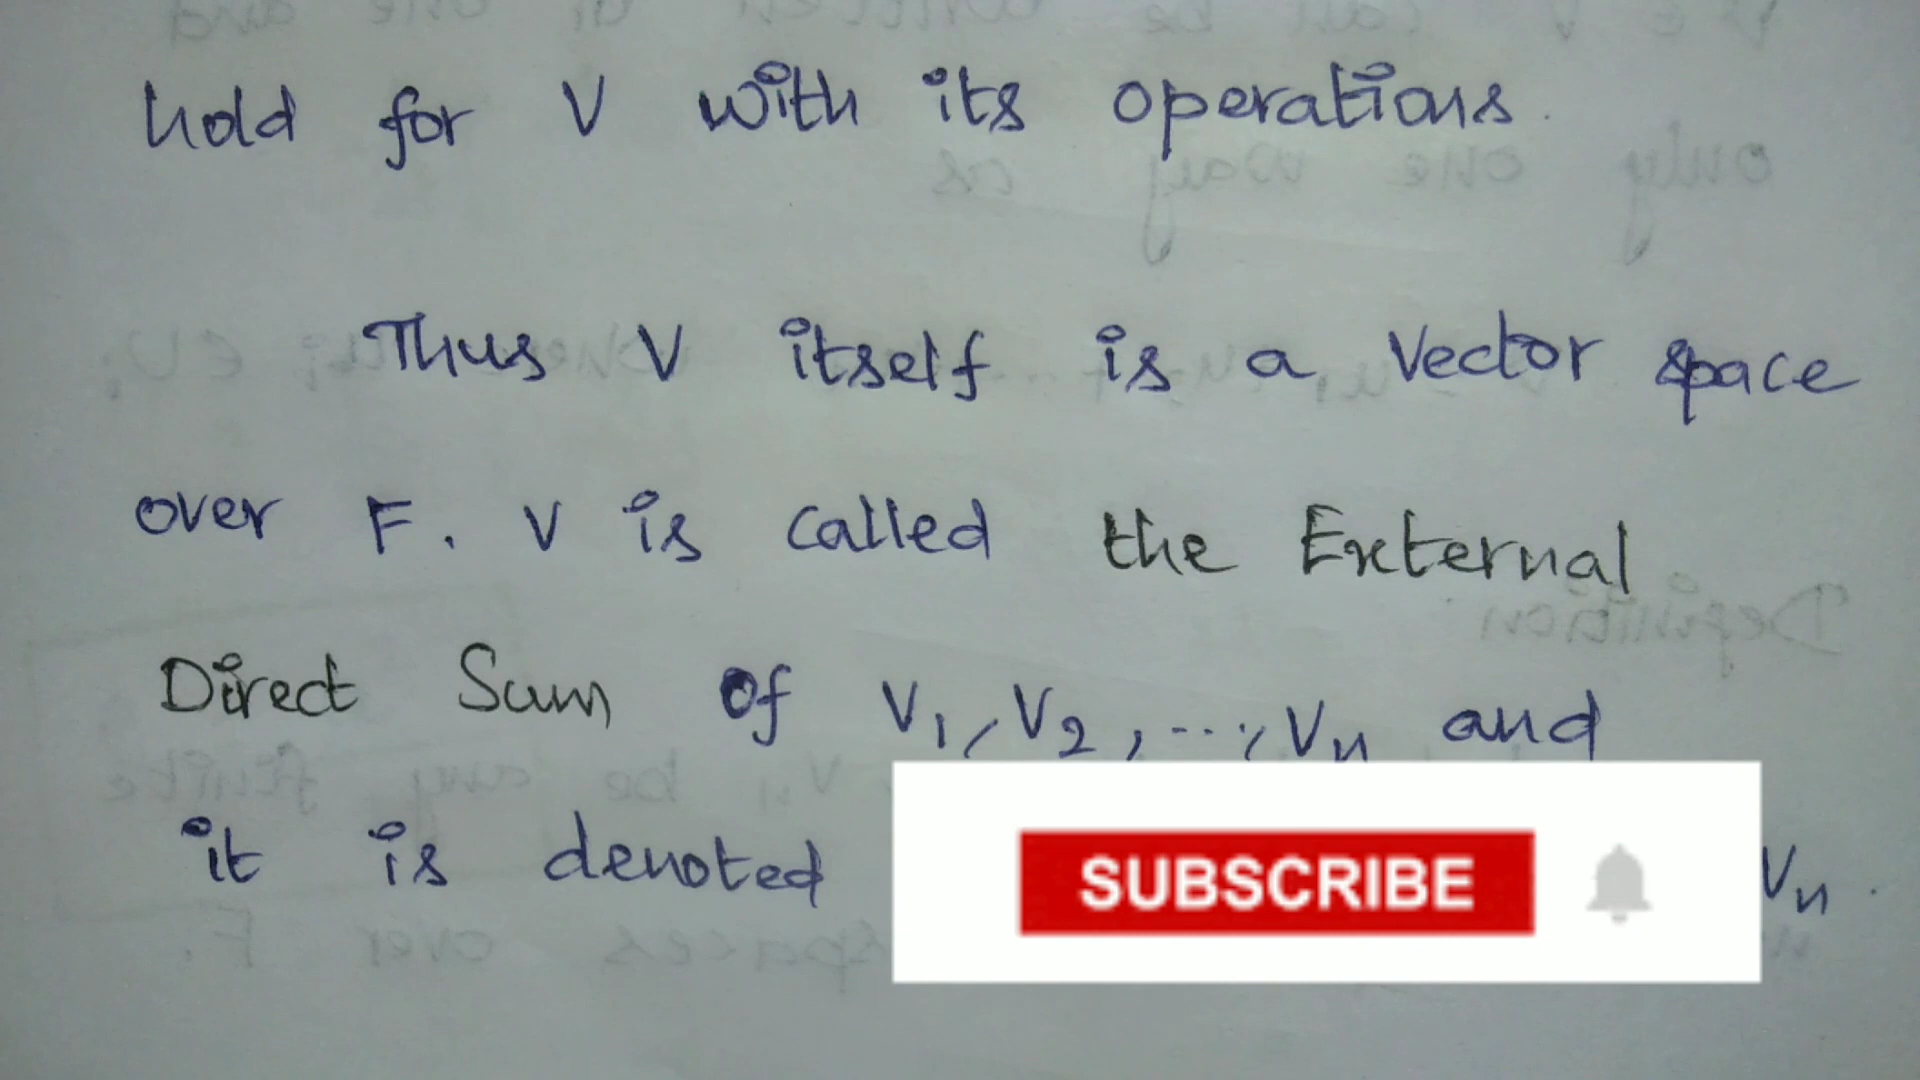 hold for V with its operations.
Thus V itself is a Vector space
over F. V is called the External
Direct Sum of V₁, V₂, ..., Vₙ and
it is denoted
SUBSCRIBE
Vₙ.